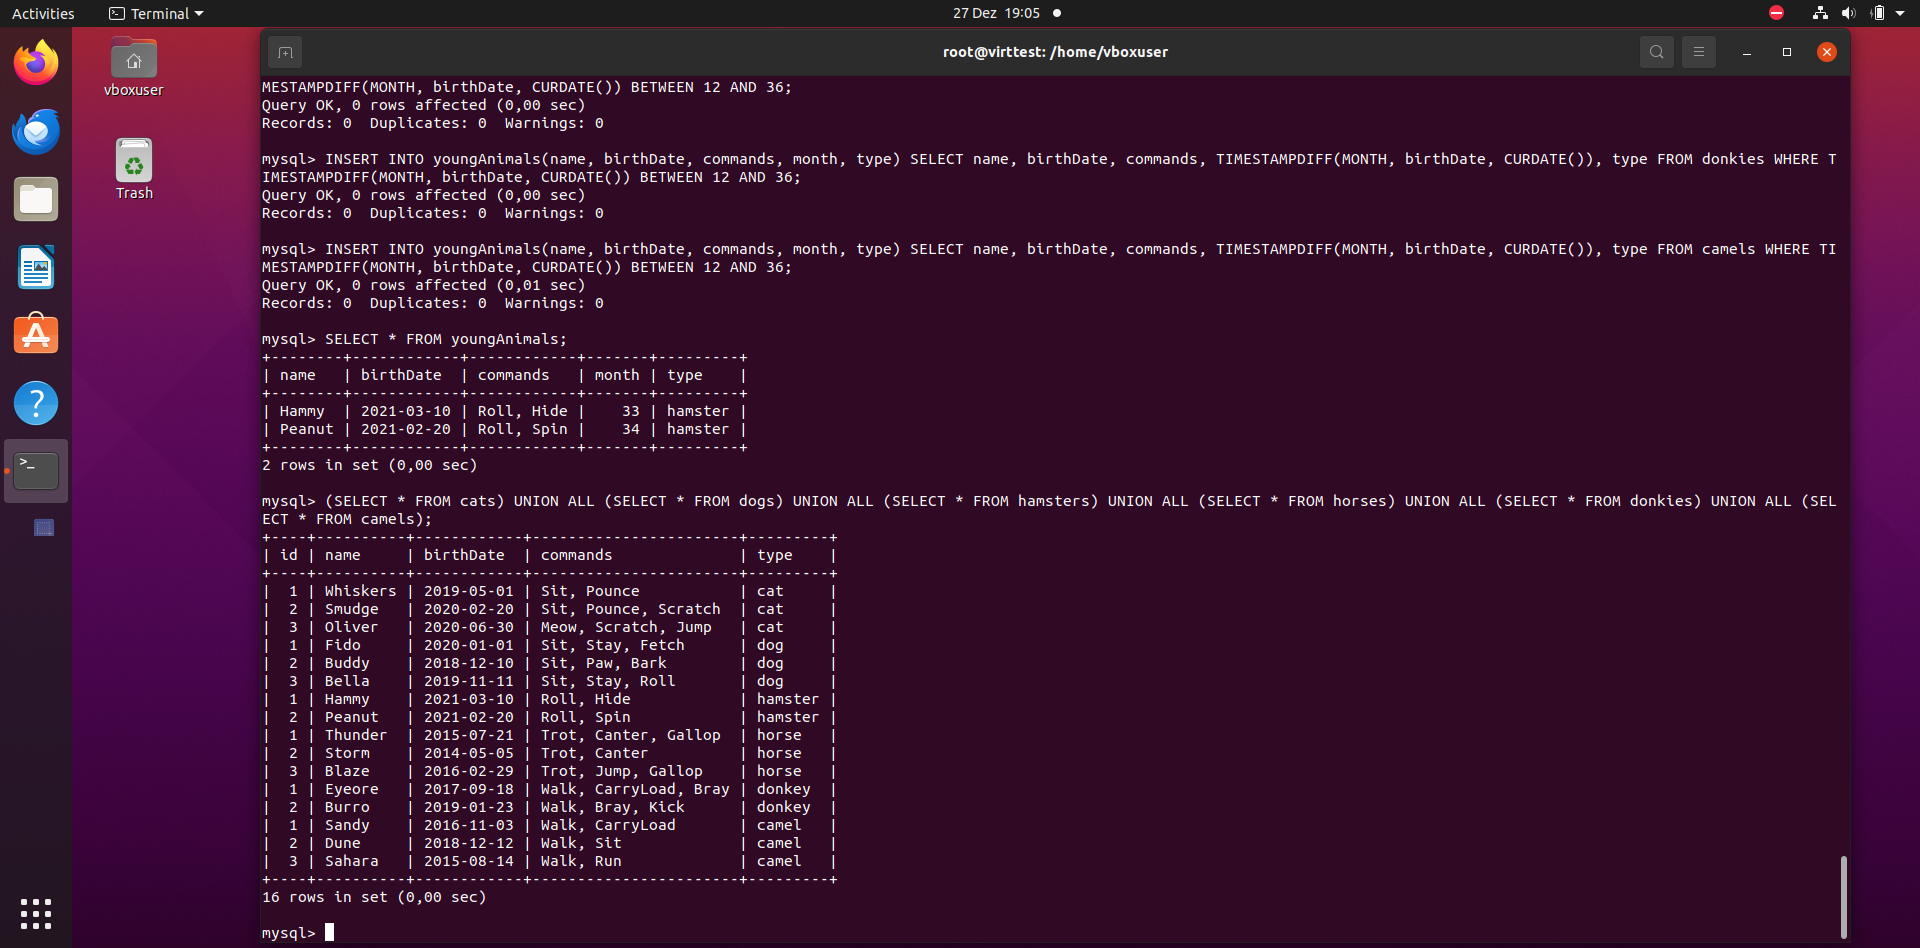 Activities
Terminal
27 Dez 19:05
vboxuser
Trash
root@virttest: /home/vboxuser
MESTAMPDIFF(MONTH, birthDate, CURDATE()) BETWEEN 12 AND 36;
Query OK, 0 rows affected (0,00 sec)
Records: 0  Duplicates: 0  Warnings: 0
mysql> INSERT INTO youngAnimals(name, birthDate, commands, month, type) SELECT name, birthDate, commands, TIMESTAMPDIFF(MONTH, birthDate, CURDATE()), type FROM donkies WHERE T
IMESTAMPDIFF(MONTH, birthDate, CURDATE()) BETWEEN 12 AND 36;
Query OK, 0 rows affected (0,00 sec)
Records: 0  Duplicates: 0  Warnings: 0
mysql> INSERT INTO youngAnimals(name, birthDate, commands, month, type) SELECT name, birthDate, commands, TIMESTAMPDIFF(MONTH, birthDate, CURDATE()), type FROM camels WHERE TI
MESTAMPDIFF(MONTH, birthDate, CURDATE()) BETWEEN 12 AND 36;
Query OK, 0 rows affected (0,01 sec)
Records: 0  Duplicates: 0  Warnings: 0
mysql> SELECT * FROM youngAnimals;
+--------+------------+------------+-------+---------+
| name   | birthDate  | commands   | month | type    |
+--------+------------+------------+-------+---------+
| Hammy  | 2021-03-10 | Roll, Hide |    33 | hamster |
| Peanut | 2021-02-20 | Roll, Spin |    34 | hamster |
+--------+------------+------------+-------+---------+
2 rows in set (0,00 sec)
mysql> (SELECT * FROM cats) UNION ALL (SELECT * FROM dogs) UNION ALL (SELECT * FROM hamsters) UNION ALL (SELECT * FROM horses) UNION ALL (SELECT * FROM donkies) UNION ALL (SEL
ECT * FROM camels);
+----+----------+------------+-----------------------+---------+
| id | name     | birthDate  | commands              | type    |
+----+----------+------------+-----------------------+---------+
|  1 | Whiskers | 2019-05-01 | Sit, Pounce           | cat     |
|  2 | Smudge   | 2020-02-20 | Sit, Pounce, Scratch  | cat     |
|  3 | Oliver   | 2020-06-30 | Meow, Scratch, Jump   | cat     |
|  1 | Fido     | 2020-01-01 | Sit, Stay, Fetch      | dog     |
|  2 | Buddy    | 2018-12-10 | Sit, Paw, Bark        | dog     |
|  3 | Bella    | 2019-11-11 | Sit, Stay, Roll       | dog     |
|  1 | Hammy    | 2021-03-10 | Roll, Hide            | hamster |
|  2 | Peanut   | 2021-02-20 | Roll, Spin            | hamster |
|  1 | Thunder  | 2015-07-21 | Trot, Canter, Gallop  | horse   |
|  2 | Storm    | 2014-05-05 | Trot, Canter          | horse   |
|  3 | Blaze    | 2016-02-29 | Trot, Jump, Gallop    | horse   |
|  1 | Eyeore   | 2017-09-18 | Walk, CarryLoad, Bray | donkey  |
|  2 | Burro    | 2019-01-23 | Walk, Bray, Kick      | donkey  |
|  1 | Sandy    | 2016-11-03 | Walk, CarryLoad       | camel   |
|  2 | Dune     | 2018-12-12 | Walk, Sit             | camel   |
|  3 | Sahara   | 2015-08-14 | Walk, Run             | camel   |
+----+----------+------------+-----------------------+---------+
16 rows in set (0,00 sec)
mysql>